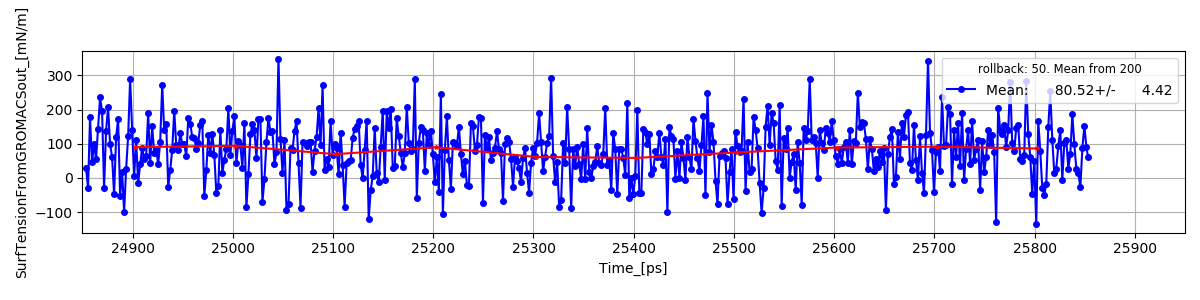 SurfTensionFromGROMACSout_[mN/m]
300
200
100
0
−100
rollback: 50. Mean from 200
Mean: 80.52+/- 4.42
24900 25000 25100 25200 25300 25400 25500 25600 25700 25800 25900
Time_[ps]